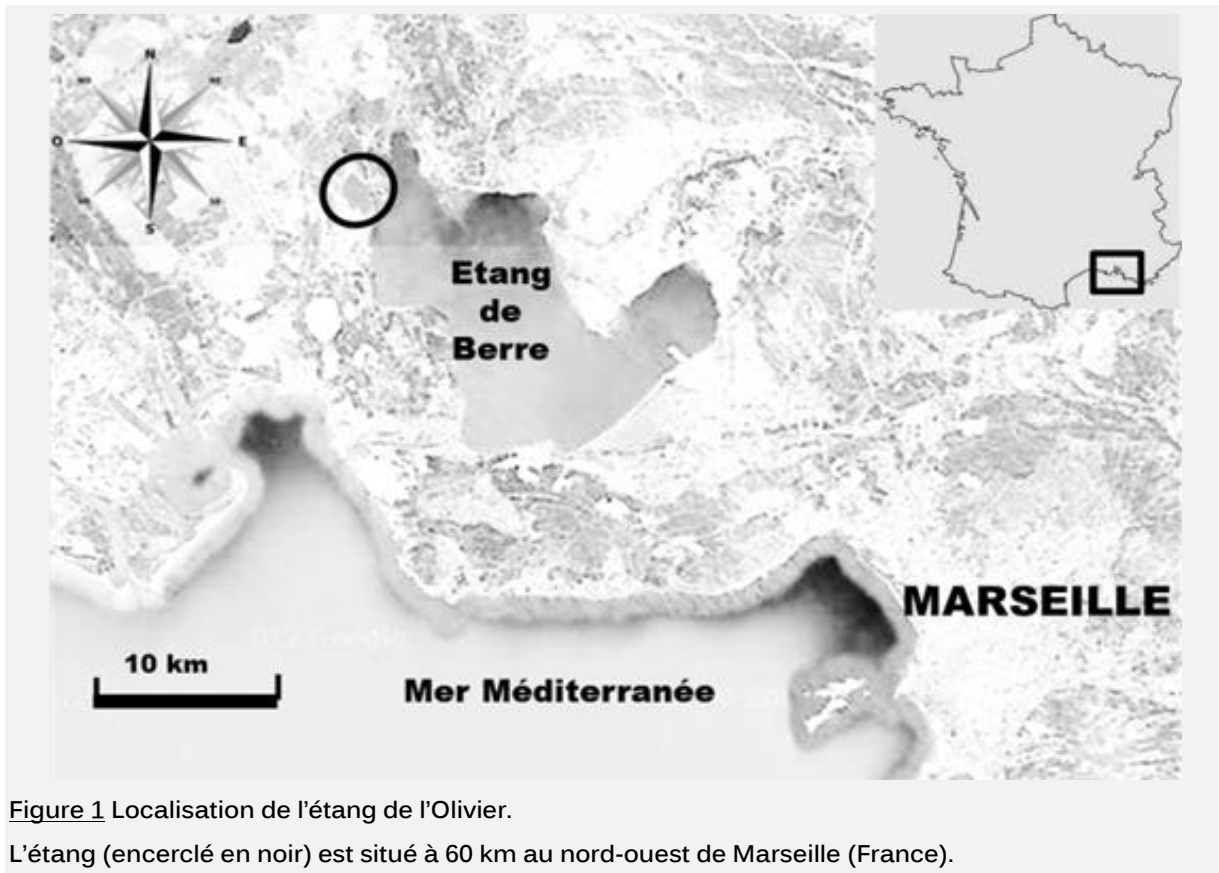 N
O
E
S
Etang
de
Berre
MARSEILLE
10 km
Mer Méditerranée
Figure 1 Localisation de l’étang de l’Olivier.
L’étang (encerclé en noir) est situé à 60 km au nord-ouest de Marseille (France).